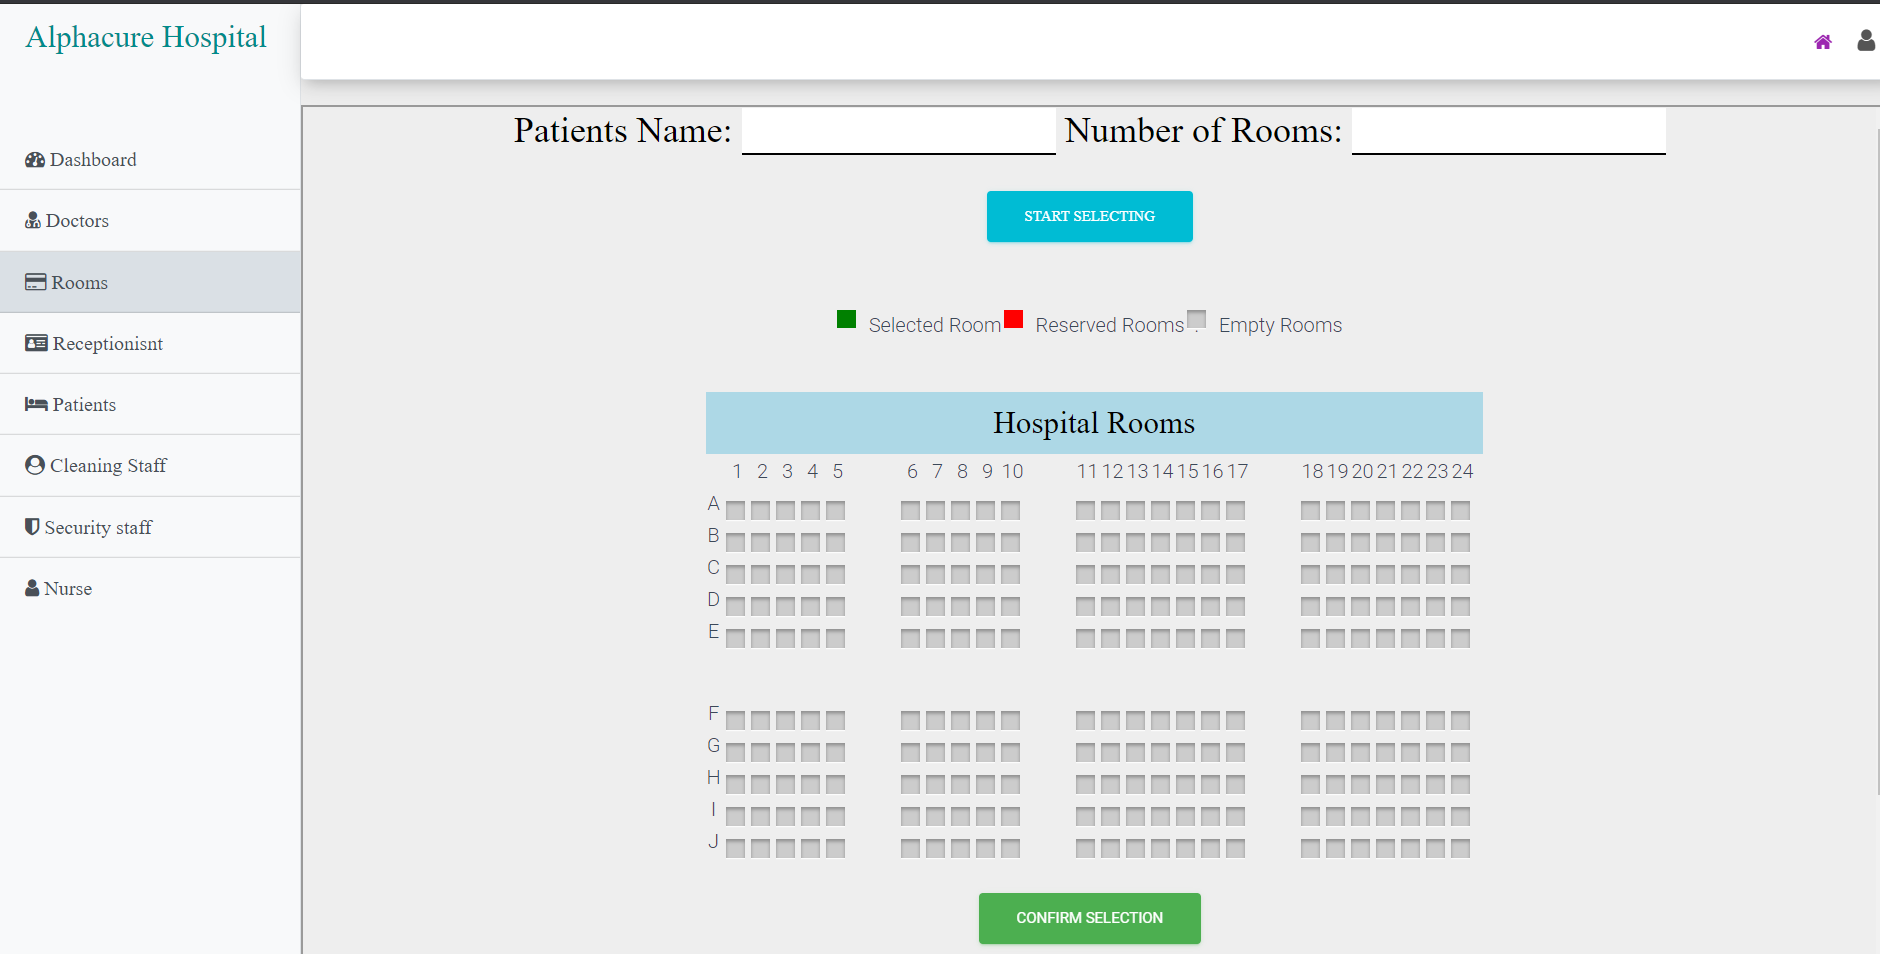 Alphacure Hospital
Dashboard
Doctors
Rooms
Receptionisnt
Patients
Cleaning Staff
Security staff
Nurse
Patients Name: Number of Rooms:
START SELECTING
Selected Room Reserved Rooms Empty Rooms
Hospital Rooms
1 2 3 4 5 6 7 8 9 10 11 12 13 14 15 16 17 18 19 20 21 22 23 24
A
B
C
D
E
F
G
H
I
J
CONFIRM SELECTION